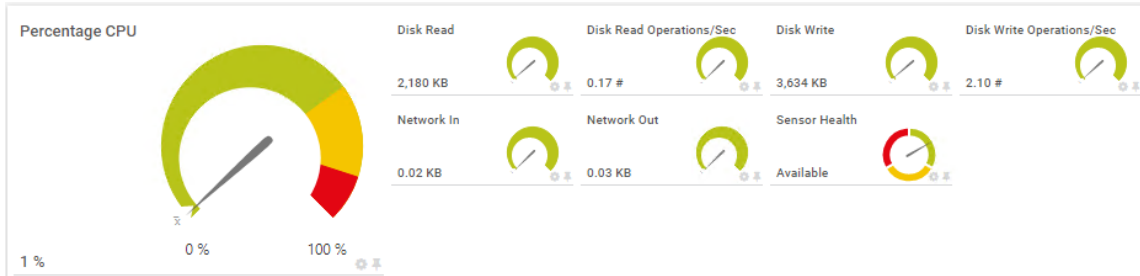 Percentage CPU
x̄
0 %
100 %
1 %
Disk Read
2,180 KB
Disk Read Operations/Sec
0.17 #
Disk Write
3,634 KB
Disk Write Operations/Sec
2.10 #
Network In
0.02 KB
Network Out
0.03 KB
Sensor Health
Available